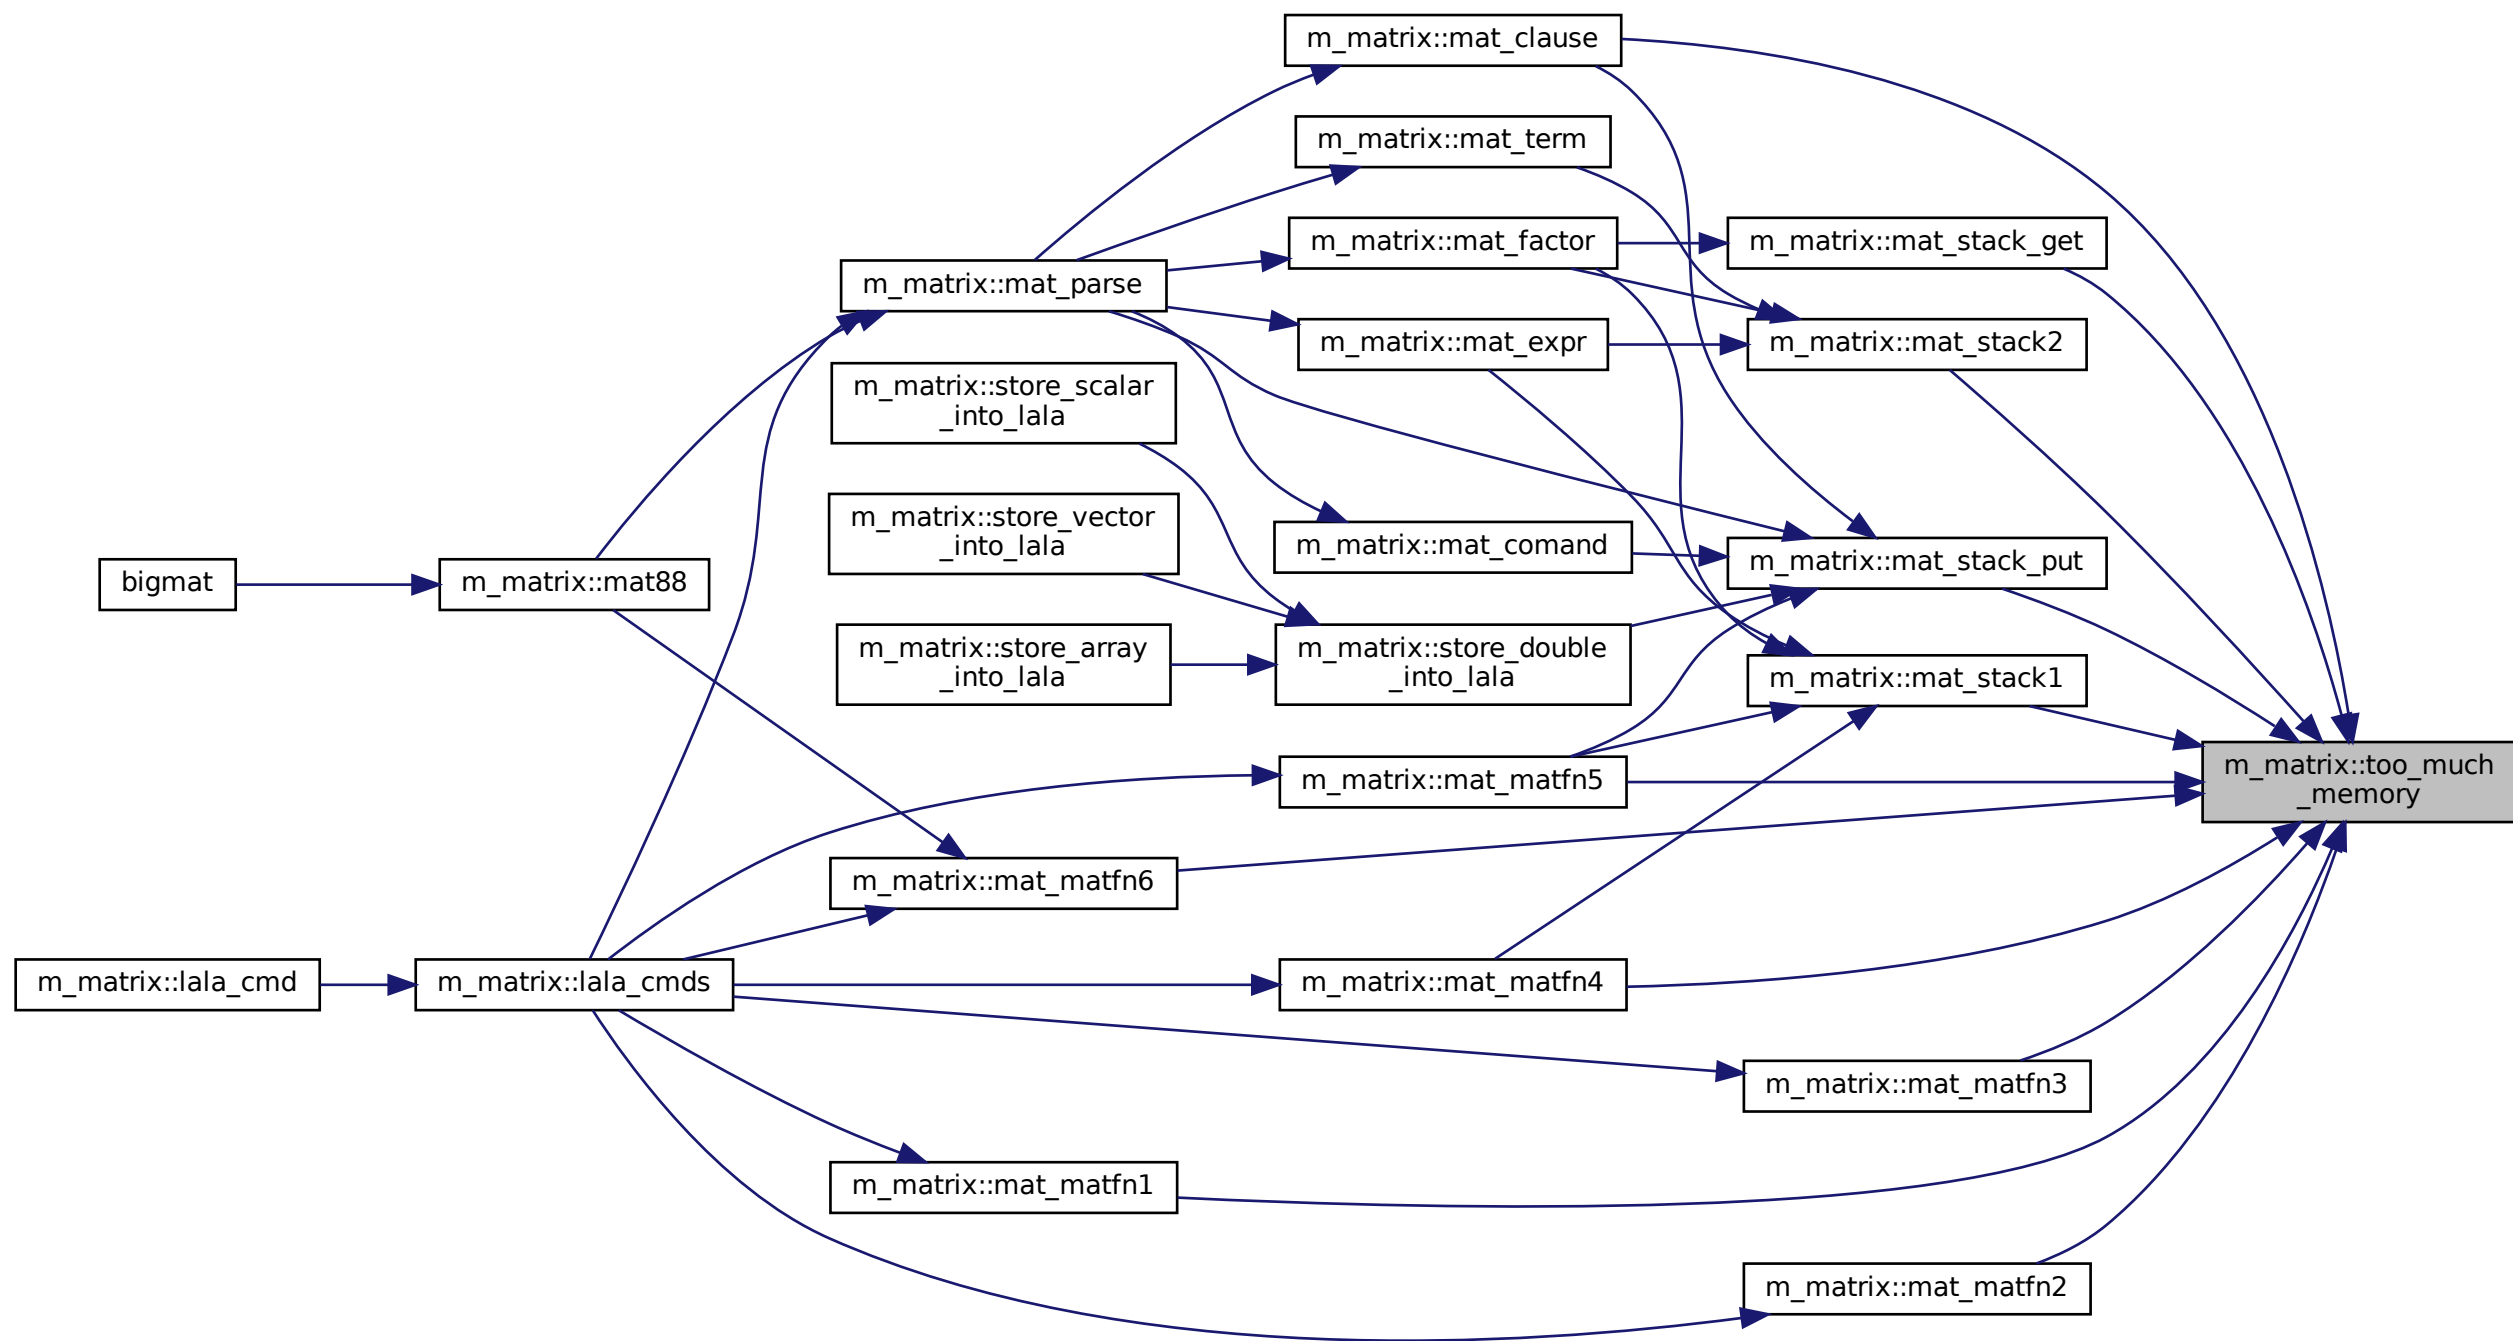 m_matrix::mat_clause
m_matrix::mat_term
m_matrix::mat_factor
m_matrix::mat_stack_get
m_matrix::mat_parse
m_matrix::mat_expr
m_matrix::mat_stack2
m_matrix::store_scalar
_into_lala
m_matrix::store_vector
_into_lala
m_matrix::mat_comand
m_matrix::mat_stack_put
bigmat
m_matrix::mat88
m_matrix::store_array
_into_lala
m_matrix::store_double
_into_lala
m_matrix::mat_stack1
m_matrix::too_much
_memory
m_matrix::mat_matfn5
m_matrix::mat_matfn6
m_matrix::lala_cmd
m_matrix::lala_cmds
m_matrix::mat_matfn4
m_matrix::mat_matfn3
m_matrix::mat_matfn1
m_matrix::mat_matfn2